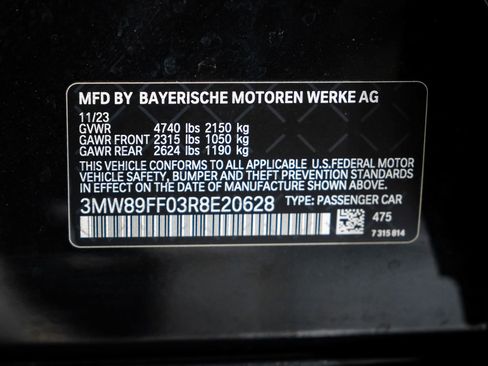 MFD BY BAYERISCHE MOTOREN WERKE AG
11/23
GVWR 4740 lbs 2150 kg
GAWR FRONT 2315 lbs 1050 kg
GAWR REAR 2624 lbs 1190 kg
THIS VEHICLE CONFORMS TO ALL APPLICABLE U.S.FEDERAL MOTOR
VEHICLE SAFETY, BUMPER AND THEFT PREVENTION STANDARDS
IN EFFECT ON THE DATE OF MANUFACTURE SHOWN ABOVE.
3MW89FF03R8E20628 TYPE: PASSENGER CAR
475
7 315 814